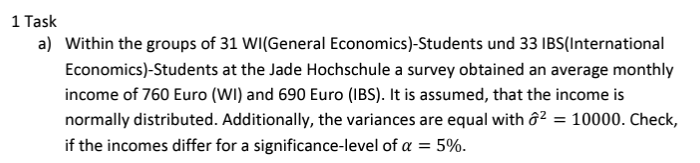 1 Task
a) Within the groups of 31 WI(General Economics)-Students und 33 IBS(International
Economics)-Students at the Jade Hochschule a survey obtained an average monthly
income of 760 Euro (WI) and 690 Euro (IBS). It is assumed, that the income is
normally distributed. Additionally, the variances are equal with σ̂² = 10000. Check,
if the incomes differ for a significance-level of α = 5%.